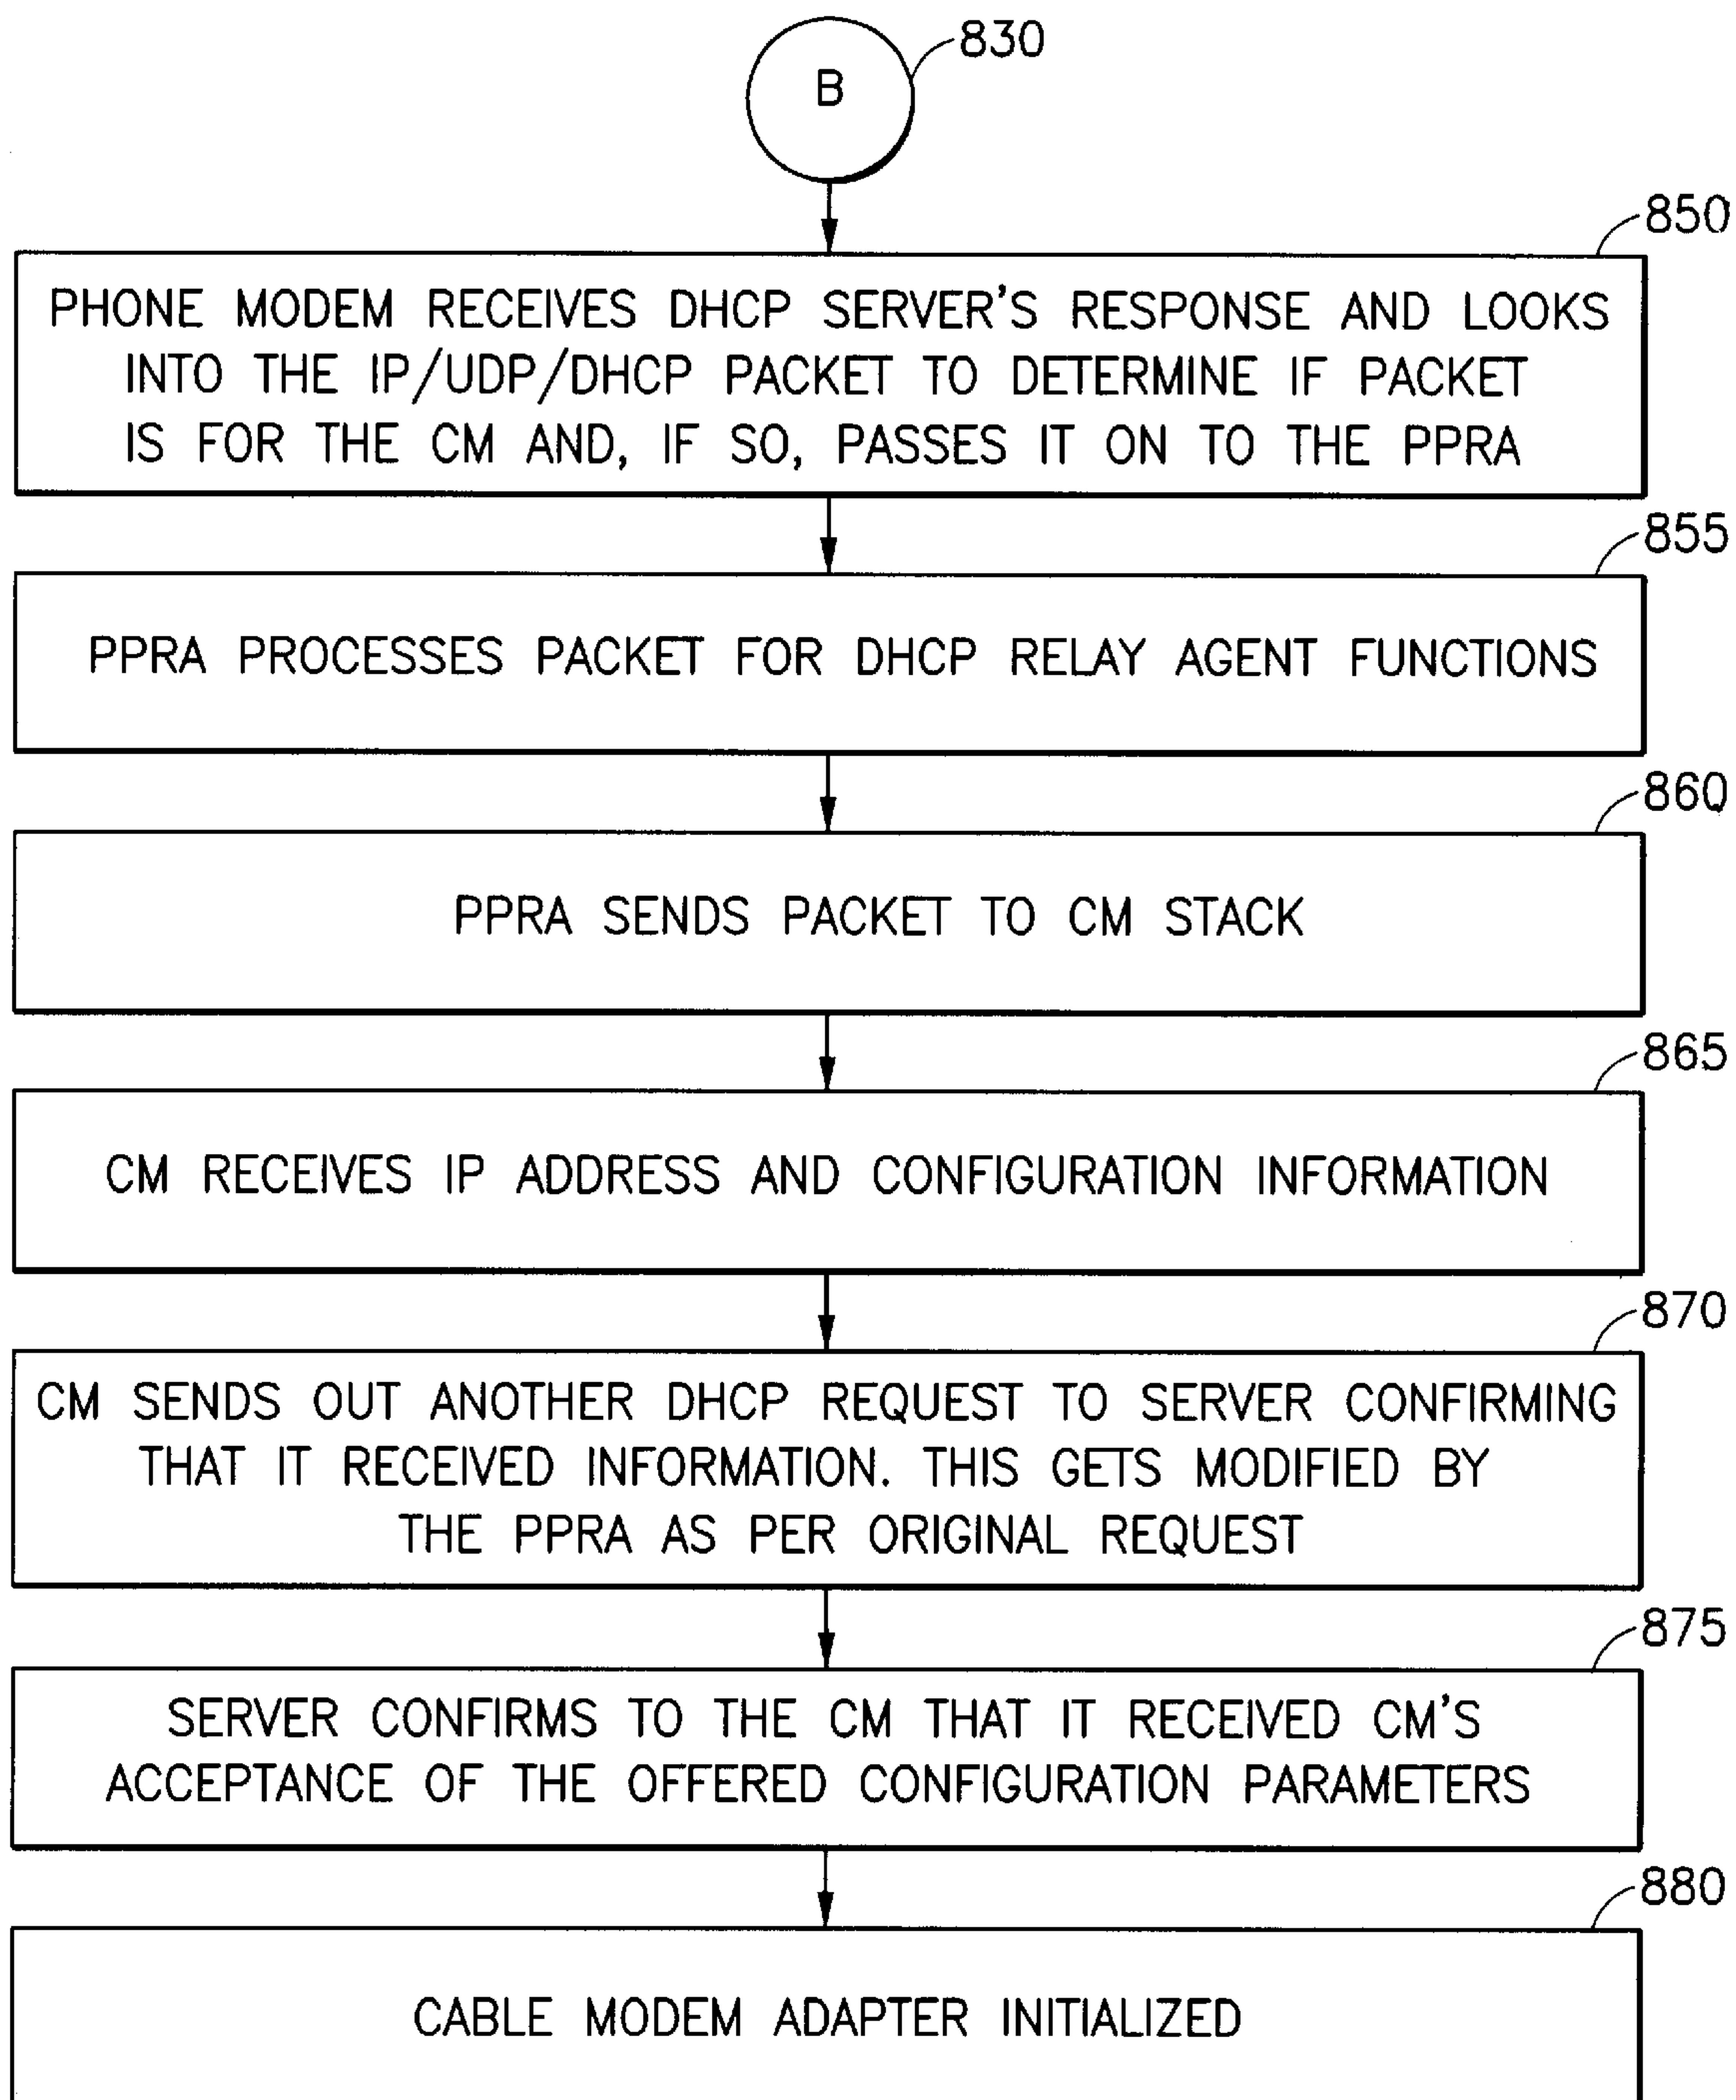 B
830
850
PHONE MODEM RECEIVES DHCP SERVER'S RESPONSE AND LOOKS
INTO THE IP/UDP/DHCP PACKET TO DETERMINE IF PACKET
IS FOR THE CM AND, IF SO, PASSES IT ON TO THE PPRA
855
PPRA PROCESSES PACKET FOR DHCP RELAY AGENT FUNCTIONS
860
PPRA SENDS PACKET TO CM STACK
865
CM RECEIVES IP ADDRESS AND CONFIGURATION INFORMATION
870
CM SENDS OUT ANOTHER DHCP REQUEST TO SERVER CONFIRMING
THAT IT RECEIVED INFORMATION. THIS GETS MODIFIED BY
THE PPRA AS PER ORIGINAL REQUEST
875
SERVER CONFIRMS TO THE CM THAT IT RECEIVED CM'S
ACCEPTANCE OF THE OFFERED CONFIGURATION PARAMETERS
880
CABLE MODEM ADAPTER INITIALIZED